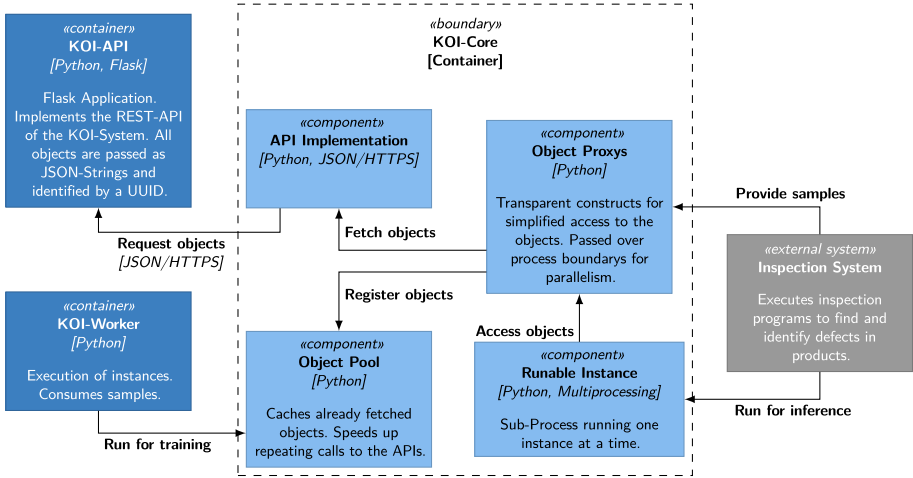 «container»
KOI-API
[Python, Flask]
Flask Application.
Implements the REST-API
of the KOI-System. All
objects are passed as
JSON-Strings and
identified by a UUID.
«boundary»
KOI-Core
[Container]
«component»
API Implementation
[Python, JSON/HTTPS]
«component»
Object Proxys
[Python]
Transparent constructs for
simplified access to the
objects. Passed over
process boundarys for
parallelism.
Provide samples
Request objects
[JSON/HTTPS]
Fetch objects
«external system»
Inspection System
Executes inspection
programs to find and
identify defects in
products.
Register objects
«container»
KOI-Worker
[Python]
Execution of instances.
Consumes samples.
Access objects
«component»
Object Pool
[Python]
Caches already fetched
objects. Speeds up
repeating calls to the APIs.
«component»
Runable Instance
[Python, Multiprocessing]
Sub-Process running one
instance at a time.
Run for inference
Run for training